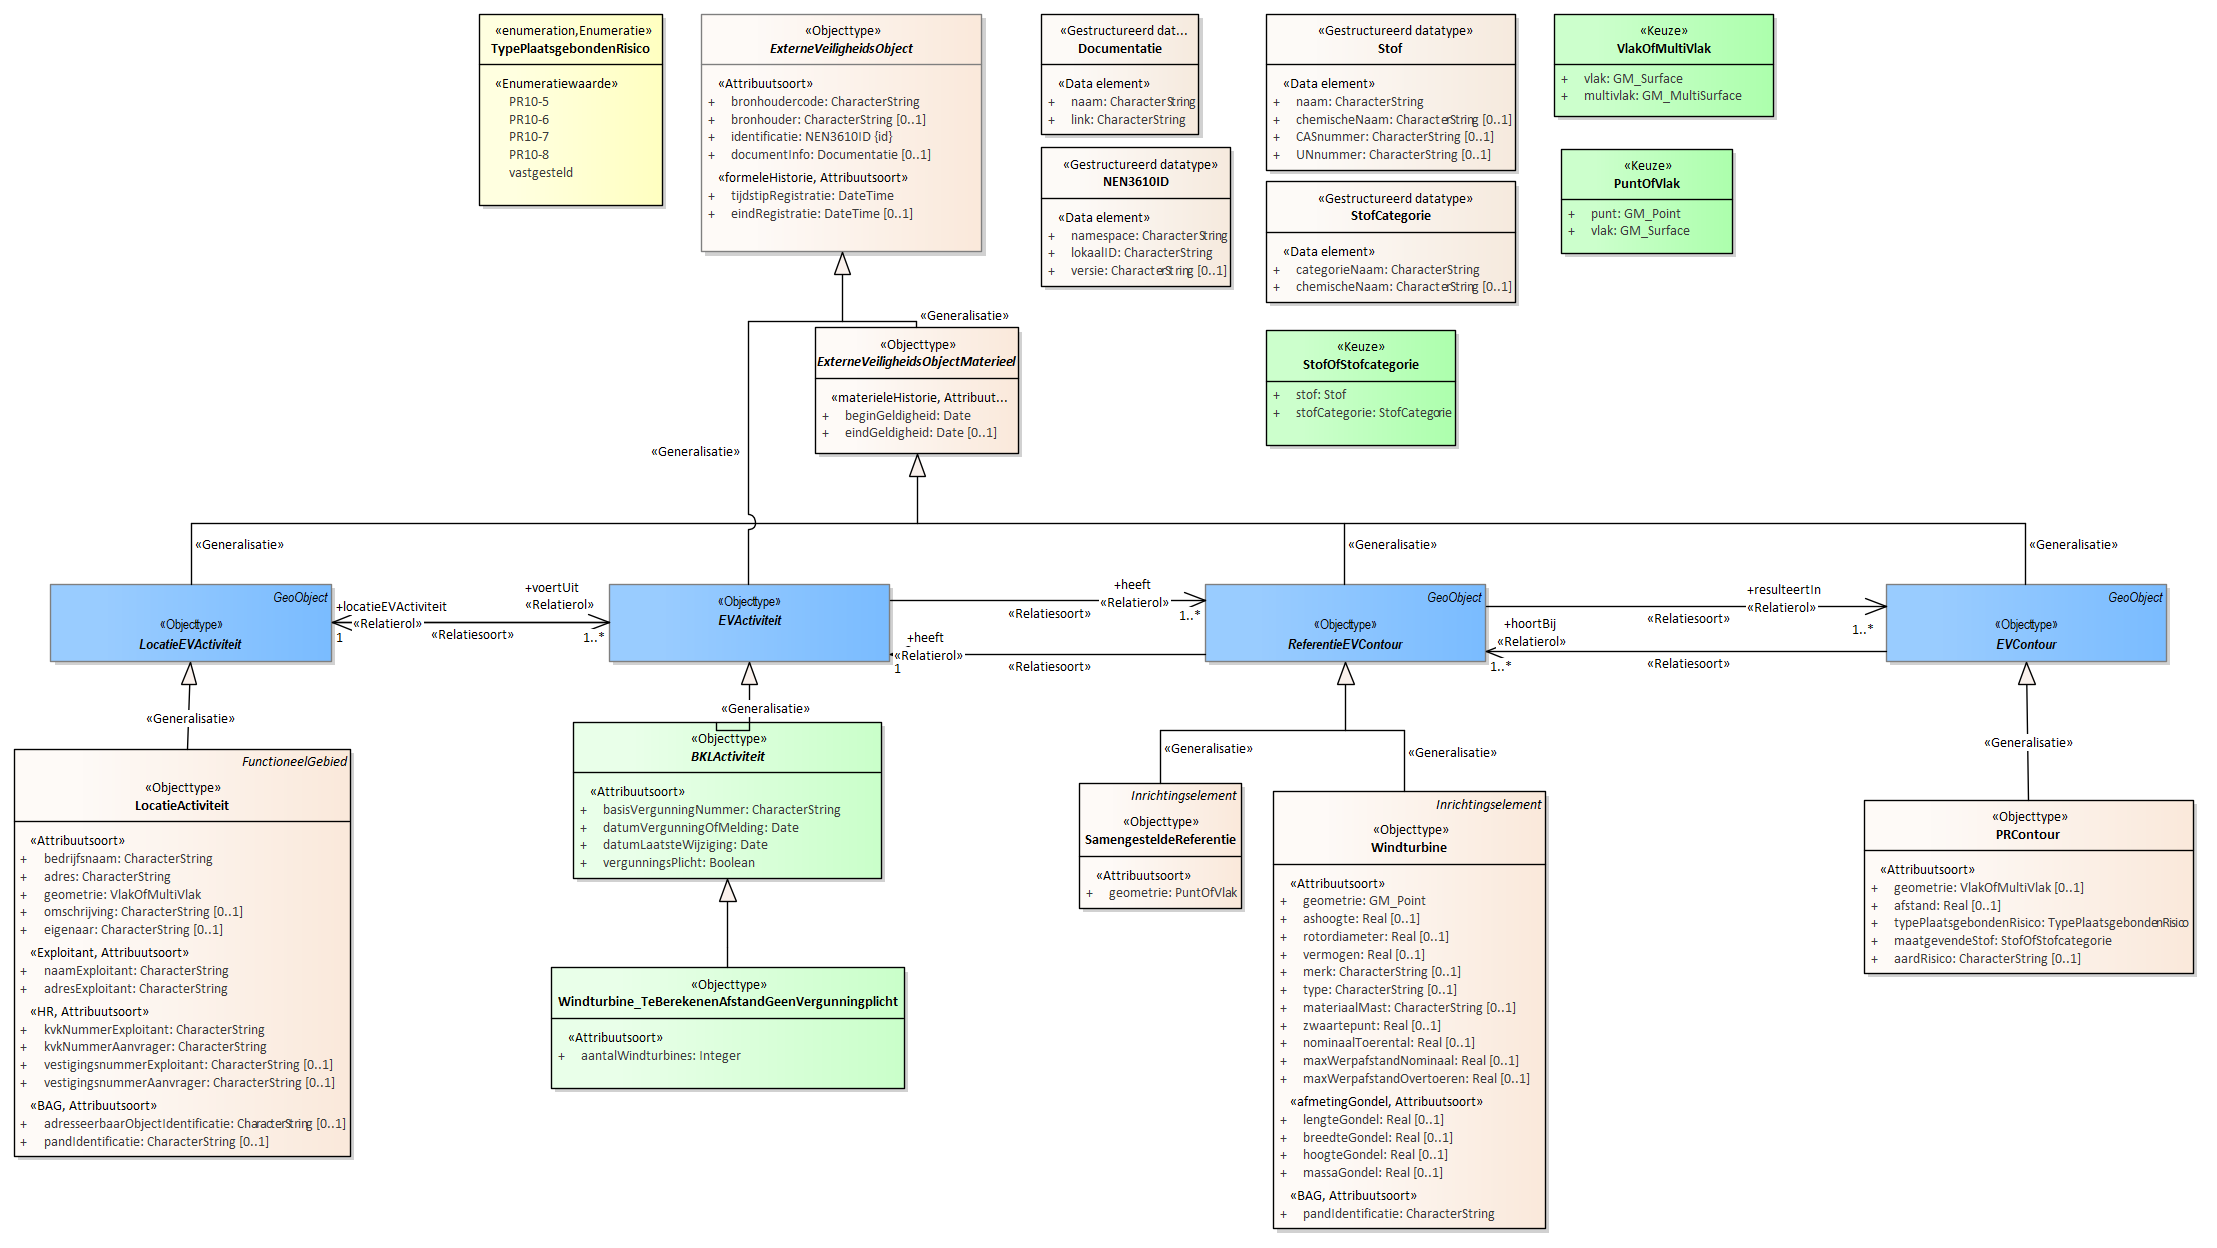 «enumeration,Enumeratie»
TypePlaatsgebondenRisico
«Enumeratiewaarde»
PR10-5
PR10-6
PR10-7
PR10-8
vastgesteld
«Objecttype»
ExterneVeiligheidsObject
«Attribuutsoort»
+ bronhoudercode: CharacterString
+ bronhouder: CharacterString [0..1]
+ identificatie: NEN3610ID {id}
+ documentInfo: Documentatie [0..1]
«formeleHistorie, Attribuutsoort»
+ tijdstipRegistratie: DateTime
+ eindRegistratie: DateTime [0..1]
«Gestructureerd dat...
Documentatie
«Data element»
+ naam: CharacterString
+ link: CharacterString
«Gestructureerd datatype»
NEN3610ID
«Data element»
+ namespace: CharacterString
+ lokaalID: CharacterString
+ versie: CharacterString [0..1]
«Gestructureerd datatype»
Stof
«Data element»
+ naam: CharacterString
+ chemischeNaam: CharacterString [0..1]
+ CASnummer: CharacterString [0..1]
+ UNnummer: CharacterString [0..1]
«Gestructureerd datatype»
StofCategorie
«Data element»
+ categorieNaam: CharacterString
+ chemischeNaam: CharacterString [0..1]
«Keuze»
StofOfStofcategorie
+ stof: Stof
+ stofCategorie: StofCategorie
«Keuze»
VlakOfMultiVlak
+ vlak: GM_Surface
+ multivlak: GM_MultiSurface
«Keuze»
PuntOfVlak
+ punt: GM_Point
+ vlak: GM_Surface
«Generalisatie»
«Objecttype»
ExterneVeiligheidsObjectMaterieel
«materieleHistorie, Attribuut...
+ beginGeldigheid: Date
+ eindGeldigheid: Date [0..1]
«Generalisatie»
«Generalisatie»
«Generalisatie»
«Generalisatie»
GeoObject
«Objecttype»
LocatieEVActiviteit
+locatieEVActiviteit
«Relatierol»
1
«Relatiesoort»
+voertUit
«Relatierol»
1..*
«Objecttype»
EVActiviteit
+heeft
«Relatierol»
1..*
«Relatiesoort»
+heeft
«Relatierol»
1
«Relatiesoort»
GeoObject
«Objecttype»
ReferentieEVContour
+resulteertIn
«Relatierol»
1..*
«Relatiesoort»
+hoortBij
«Relatierol»
1..*
«Relatiesoort»
GeoObject
«Objecttype»
EVContour
«Generalisatie»
«Generalisatie»
«Generalisatie»
«Generalisatie»
«Generalisatie»
FunctioneelGebied
«Objecttype»
LocatieActiviteit
«Attribuutsoort»
+ bedrijfsnaam: CharacterString
+ adres: CharacterString
+ geometrie: VlakOfMultiVlak
+ omschrijving: CharacterString [0..1]
+ eigenaar: CharacterString [0..1]
«Exploitant, Attribuutsoort»
+ naamExploitant: CharacterString
+ adresExploitant: CharacterString
«HR, Attribuutsoort»
+ kvkNummerExploitant: CharacterString
+ kvkNummerAanvrager: CharacterString
+ vestigingsnummerExploitant: CharacterString [0..1]
+ vestigingsnummerAanvrager: CharacterString [0..1]
«BAG, Attribuutsoort»
+ adresseerbaarObjectIdentificatie: CharacterString [0..1]
+ pandIdentificatie: CharacterString [0..1]
«Objecttype»
BKLActiviteit
«Attribuutsoort»
+ basisVergunningNummer: CharacterString
+ datumVergunningOfMelding: Date
+ datumLaatsteWijziging: Date
+ vergunningsPlicht: Boolean
«Objecttype»
Windturbine_TeBerekenenAfstandGeenVergunningplicht
«Attribuutsoort»
+ aantalWindturbines: Integer
Inrichtingselement
«Objecttype»
SamengesteldeReferentie
«Attribuutsoort»
+ geometrie: PuntOfVlak
Inrichtingselement
«Objecttype»
Windturbine
«Attribuutsoort»
+ geometrie: GM_Point
+ ashoogte: Real [0..1]
+ rotordiameter: Real [0..1]
+ vermogen: Real [0..1]
+ merk: CharacterString [0..1]
+ type: CharacterString [0..1]
+ materiaalMast: CharacterString [0..1]
+ zwaartepunt: Real [0..1]
+ nominaalToerental: Real [0..1]
+ maxWerpafstandNominaal: Real [0..1]
+ maxWerpafstandOvertoeren: Real [0..1]
«afmetingGondel, Attribuutsoort»
+ lengteGondel: Real [0..1]
+ breedteGondel: Real [0..1]
+ hoogteGondel: Real [0..1]
+ massaGondel: Real [0..1]
«BAG, Attribuutsoort»
+ pandIdentificatie: CharacterString
«Objecttype»
PRContour
«Attribuutsoort»
+ geometrie: VlakOfMultiVlak [0..1]
+ afstand: Real [0..1]
+ typePlaatsgebondenRisico: TypePlaatsgebondenRisico
+ maatgevendeStof: StofOfStofcategorie
+ aardRisico: CharacterString [0..1]